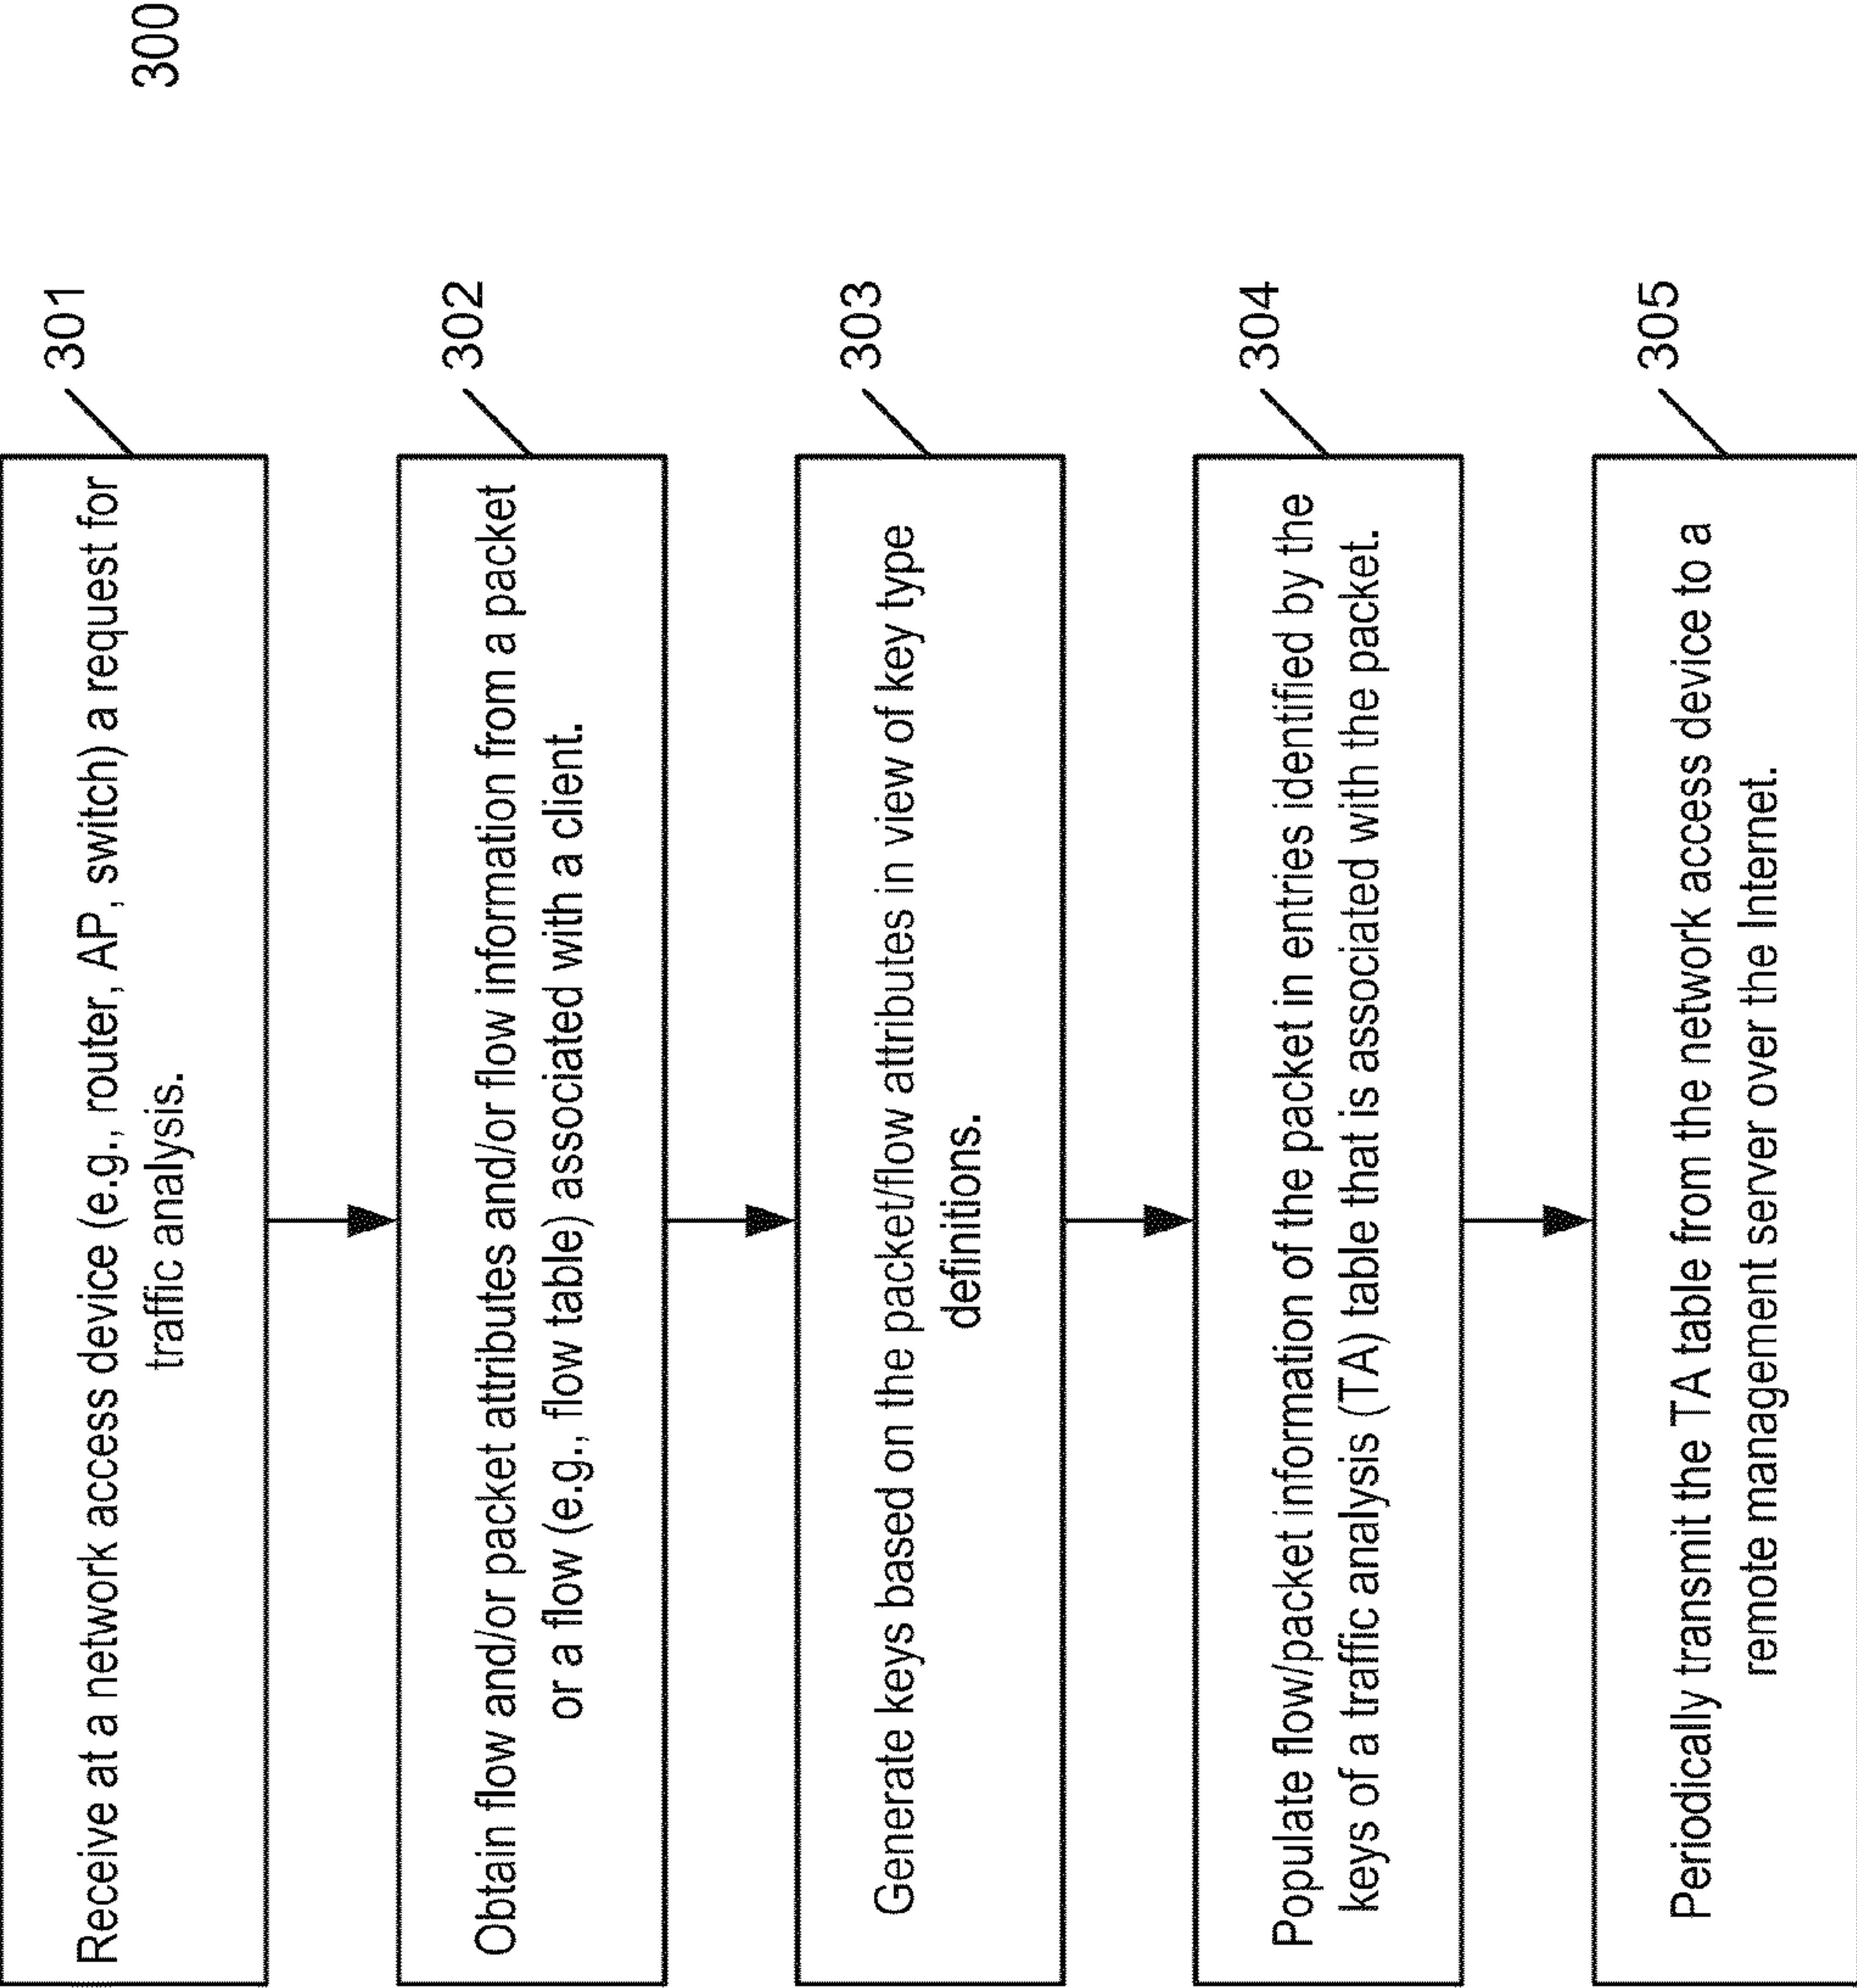 300
301
Receive at a network access device (e.g., router, AP, switch) a request for
traffic analysis.
302
Obtain flow and/or packet attributes and/or flow information from a packet
or a flow (e.g., flow table) associated with a client.
303
Generate keys based on the packet/flow attributes in view of key type
definitions.
304
Populate flow/packet information of the packet in entries identified by the
keys of a traffic analysis (TA) table that is associated with the packet.
305
Periodically transmit the TA table from the network access device to a
remote management server over the Internet.